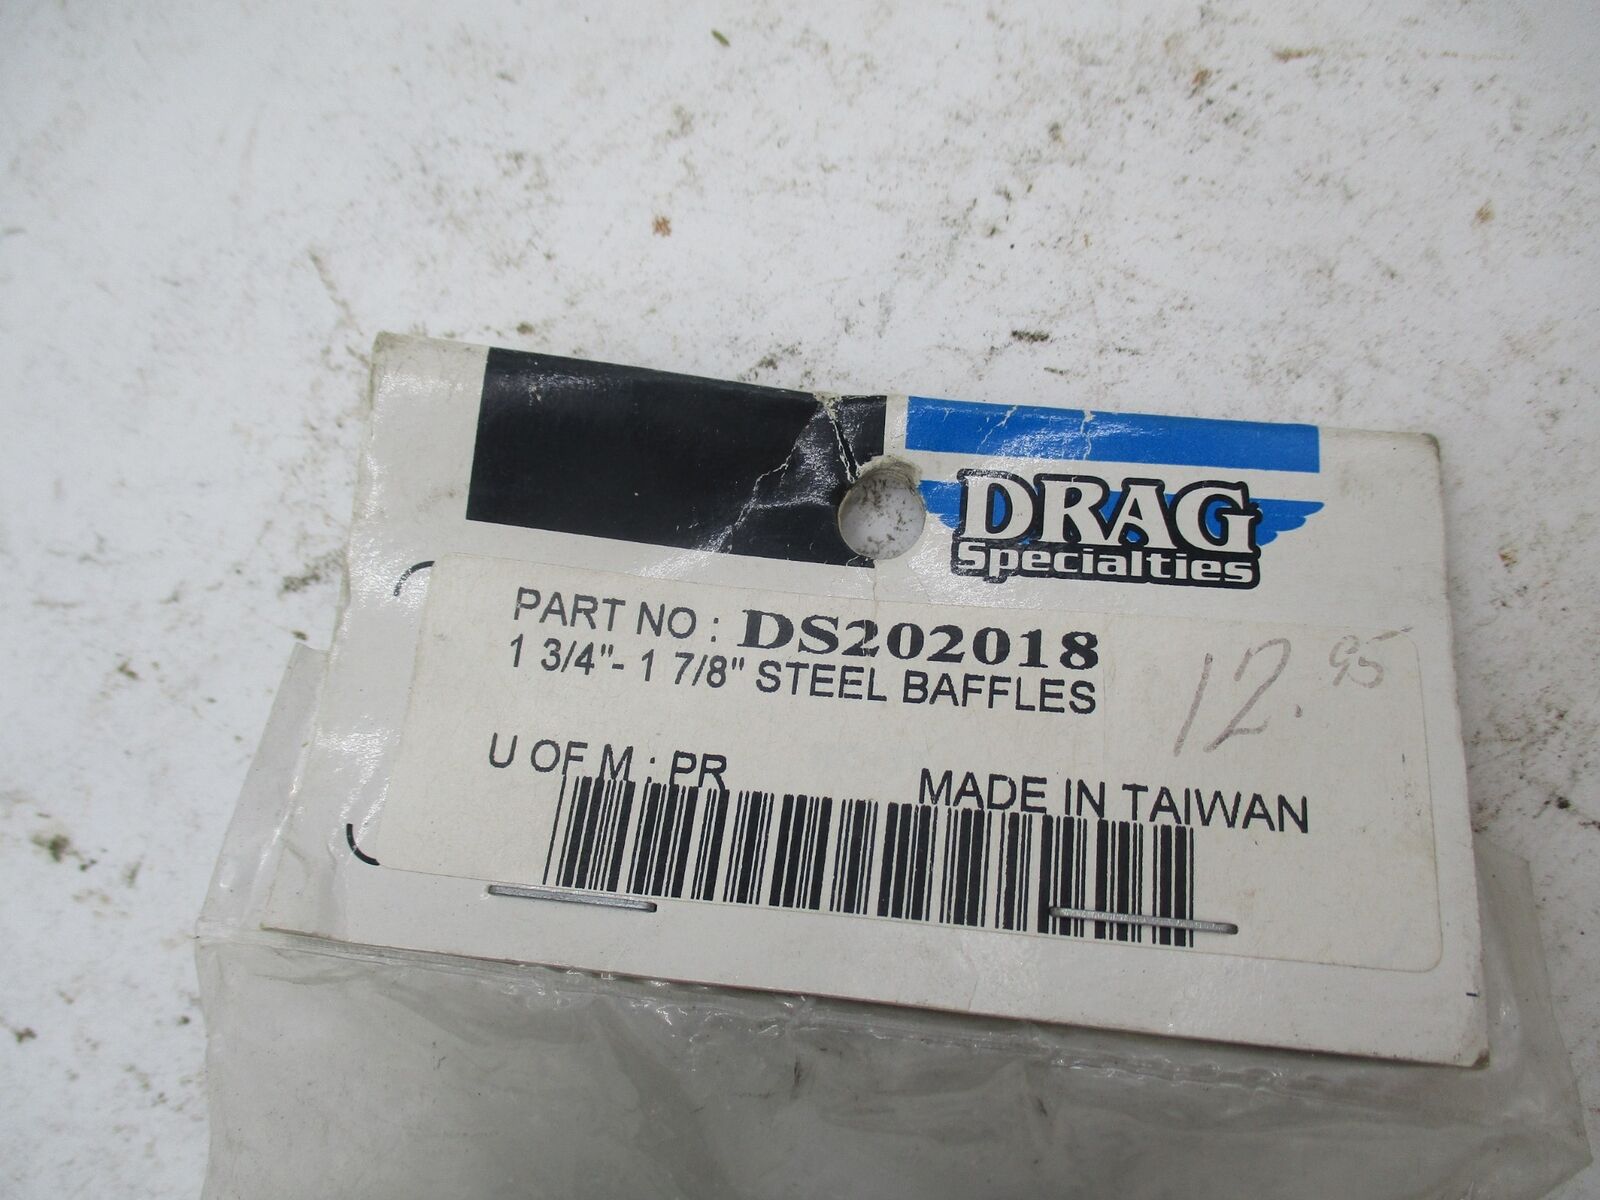 DRAG
Specialties
PART NO : DS202018
1 3/4"- 1 7/8" STEEL BAFFLES
12.95
U OF M : PR
MADE IN TAIWAN